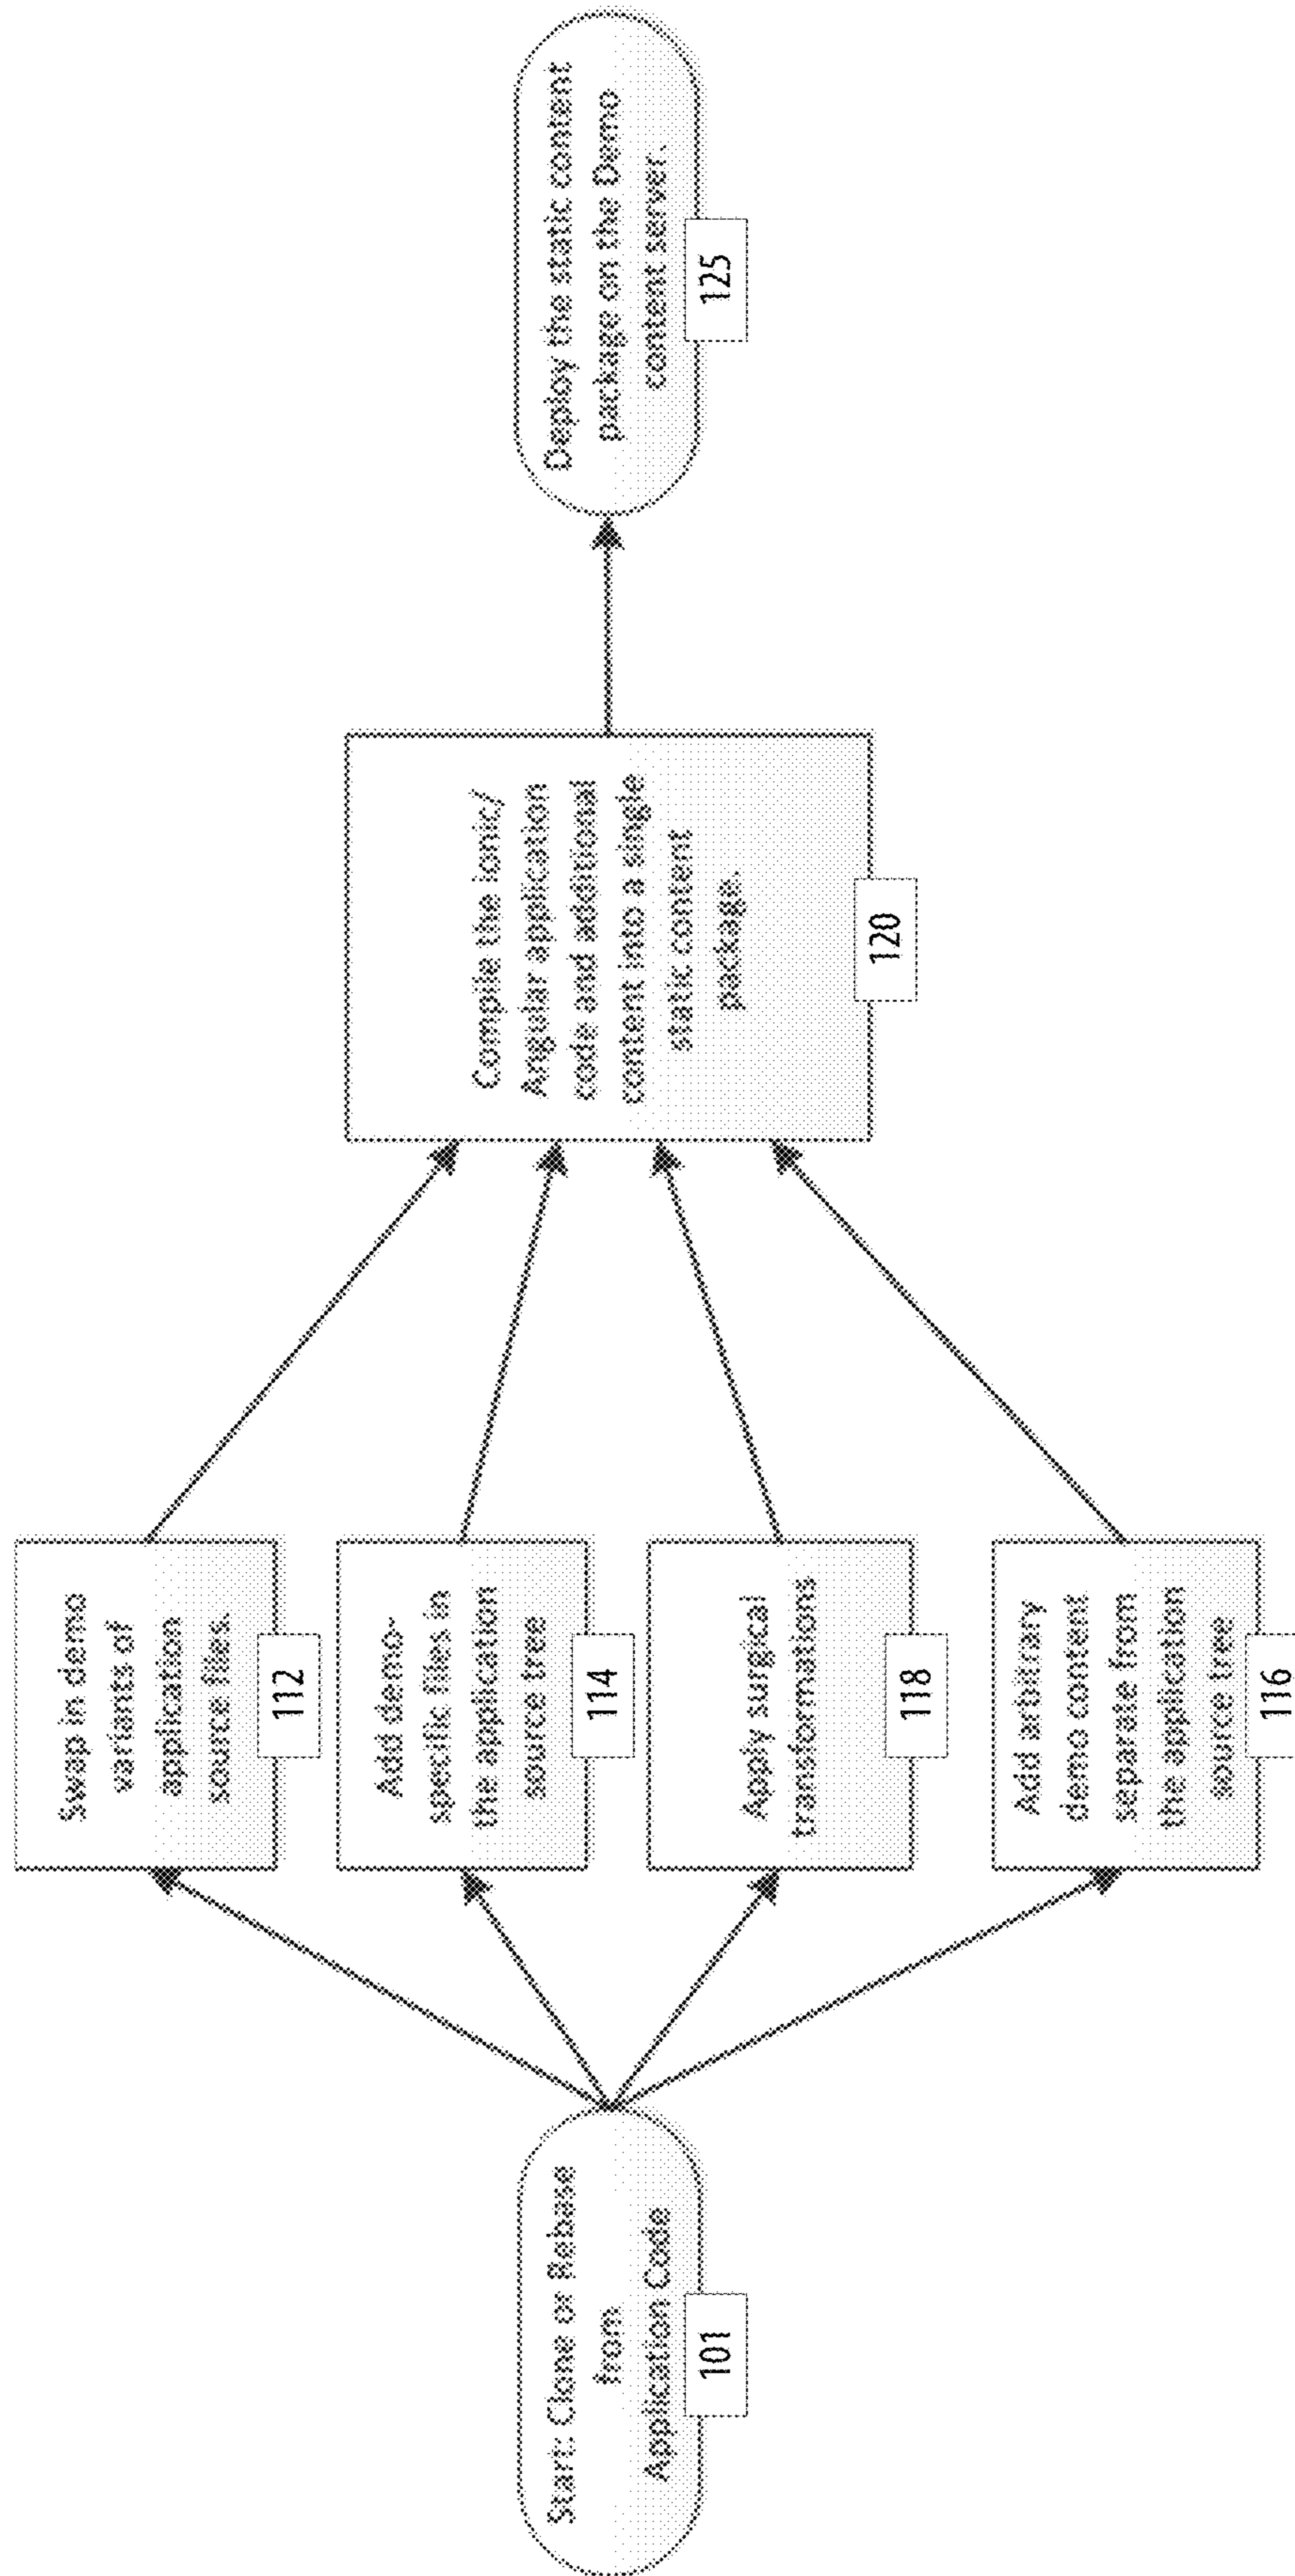 Start: Clone or Rebase
from
Application Code
101
Swap in demo
variants of
application
source files.
112
Add demo-
specific files in
the application
source tree
114
Apply surgical
transformations
118
Add arbitrary
demo content
separate from
the application
source tree
116
Compile the ionic/
Angular application
code and additional
content into a single
static content
package.
120
Deploy the static content
package on the Demo
content server.
125